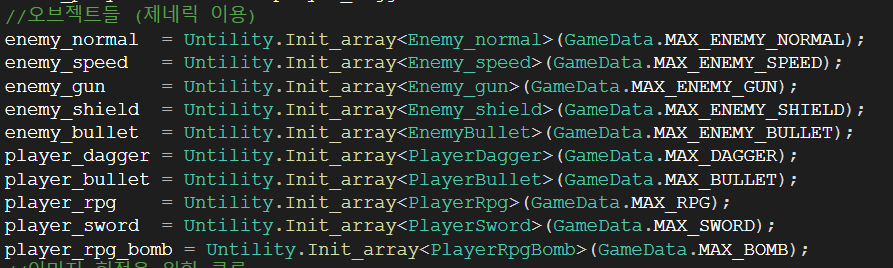 //오브젝트들 (제네릭 이용)
enemy_normal  = Untility.Init_array<Enemy_normal>(GameData.MAX_ENEMY_NORMAL);
enemy_speed   = Untility.Init_array<Enemy_speed>(GameData.MAX_ENEMY_SPEED);
enemy_gun     = Untility.Init_array<Enemy_gun>(GameData.MAX_ENEMY_GUN);
enemy_shield  = Untility.Init_array<Enemy_shield>(GameData.MAX_ENEMY_SHIELD);
enemy_bullet  = Untility.Init_array<EnemyBullet>(GameData.MAX_ENEMY_BULLET);
player_dagger = Untility.Init_array<PlayerDagger>(GameData.MAX_DAGGER);
player_bullet = Untility.Init_array<PlayerBullet>(GameData.MAX_BULLET);
player_rpg    = Untility.Init_array<PlayerRpg>(GameData.MAX_RPG);
player_sword  = Untility.Init_array<PlayerSword>(GameData.MAX_SWORD);
player_rpg_bomb = Untility.Init_array<PlayerRpgBomb>(GameData.MAX_BOMB);